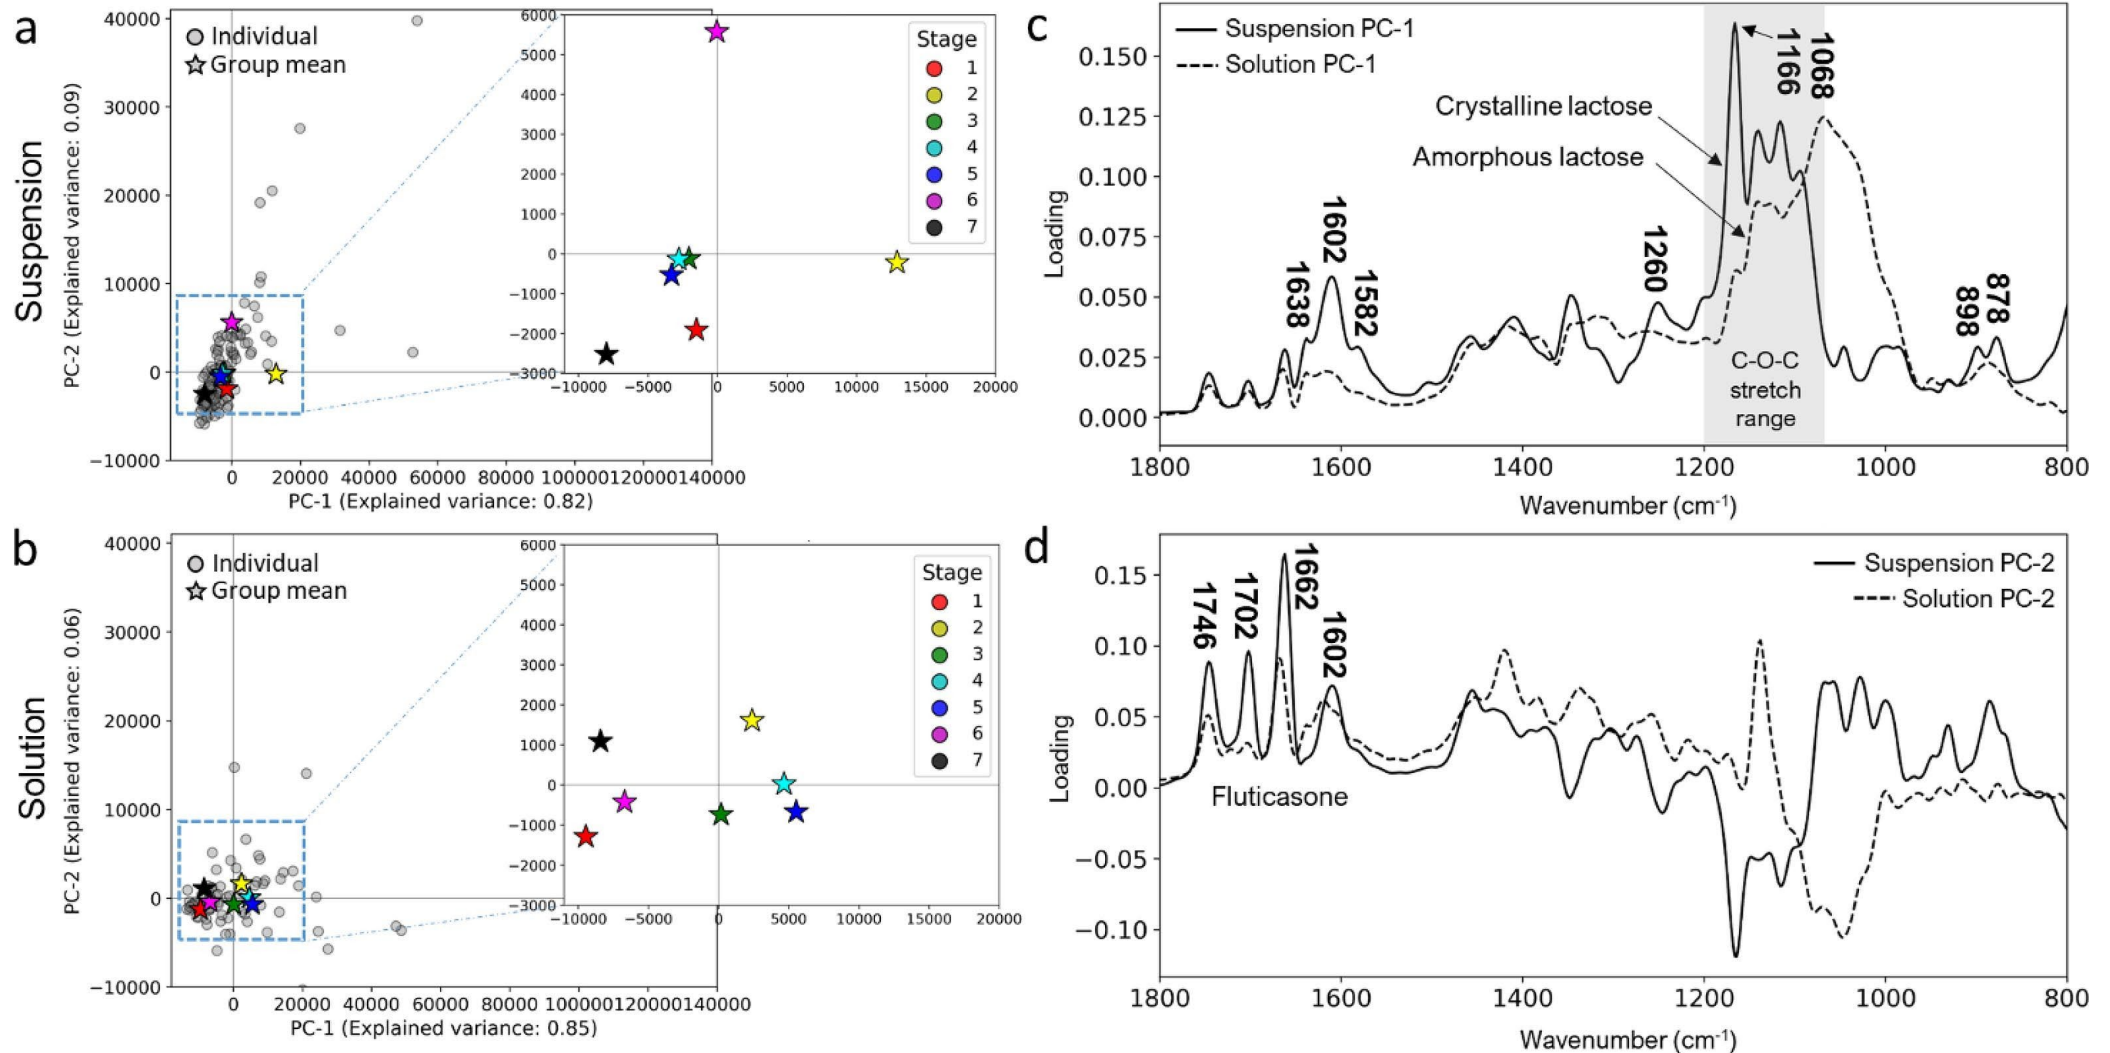 a
Suspension
PC-2 (Explained variance: 0.09)
40000
30000
20000
10000
0
−10000
Individual
Group mean
0 20000 40000 60000 80000 100000120000140000
PC-1 (Explained variance: 0.82)
6000
5000
4000
3000
2000
1000
0
−1000
−2000
−3000
−10000 −5000 0 5000 10000 15000 20000
Stage
1
2
3
4
5
6
7
b
Solution
PC-2 (Explained variance: 0.06)
40000
30000
20000
10000
0
−10000
Individual
Group mean
0 20000 40000 60000 80000 100000120000140000
PC-1 (Explained variance: 0.85)
6000
5000
4000
3000
2000
1000
0
−1000
−2000
−3000
−10000 −5000 0 5000 10000 15000 20000
Stage
1
2
3
4
5
6
7
c
Loading
0.150
0.125
0.100
0.075
0.050
0.025
0.000
Suspension PC-1
Solution PC-1
Crystalline lactose
Amorphous lactose
1638
1602
1582
1260
1166
1068
898
878
C-O-C
stretch
range
1800 1600 1400 1200 1000 800
Wavenumber (cm⁻¹)
d
Loading
0.15
0.10
0.05
0.00
−0.05
−0.10
Suspension PC-2
Solution PC-2
1746
1702
1662
1602
Fluticasone
1800 1600 1400 1200 1000 800
Wavenumber (cm⁻¹)